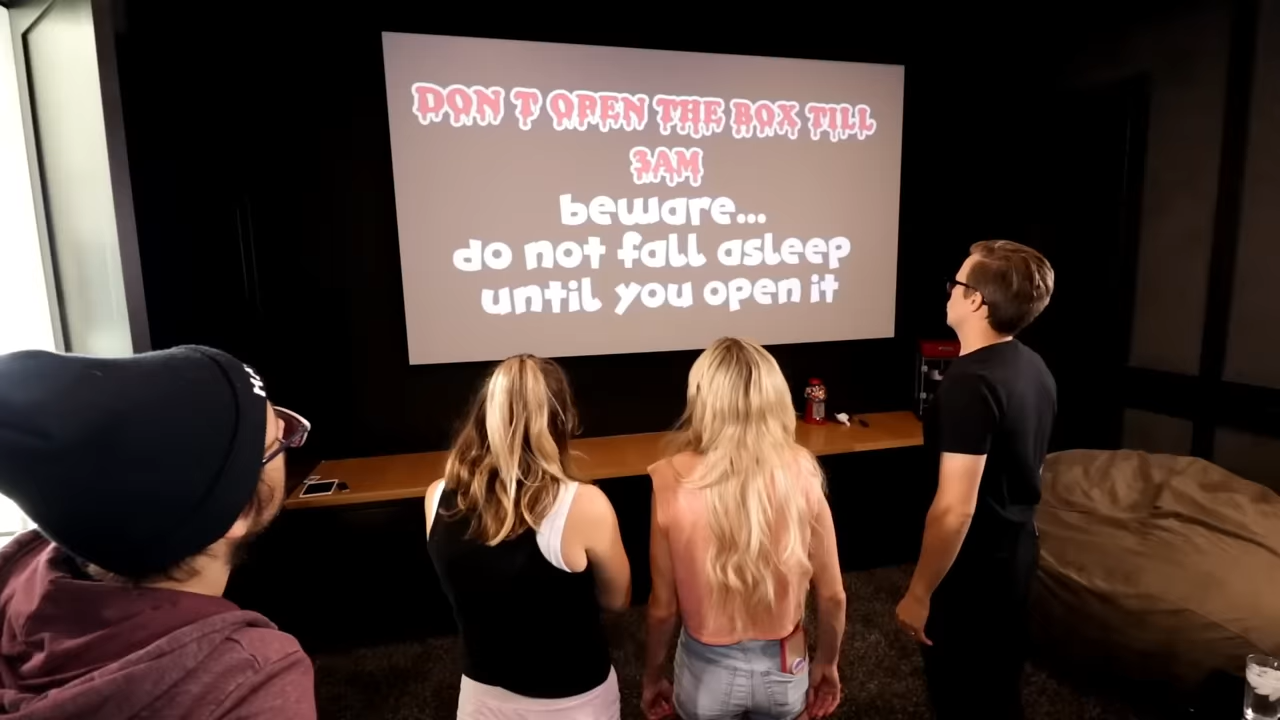 DON T OPEN THE BOX TILL
3AM
beware...
do not fall asleep
until you open it